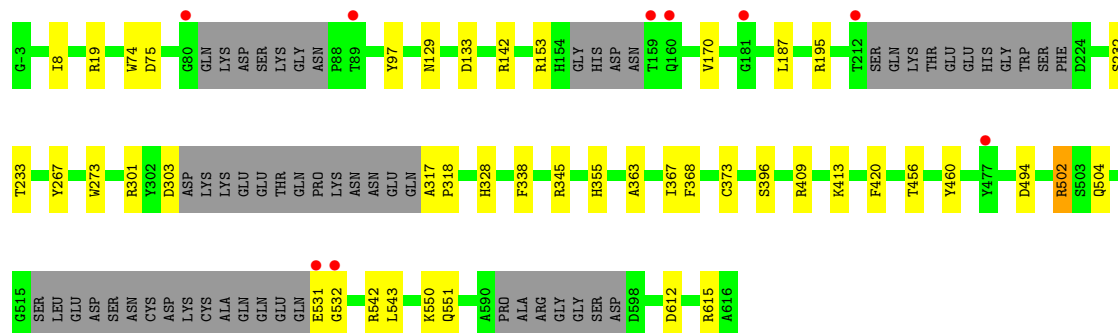 G-3 I8 R19 W74 D75 G80 GLN LYS ASP SER LYS GLY ASN P88 T89 Y97 N129 D133 R142 R153 H154 GLY HIS ASP ASN T159 Q160 V170 G181 L187 R195 T212 SER GLN LYS THR GLU GLU HIS GLY TRP SER PHE D224 S232
T233 Y267 W273 R301 Y302 D303 ASP LYS LYS GLU GLU THR GLN PRO LYS ASN ASN GLU GLN A317 P318 H328 F338 R345 H355 A363 I367 F368 C373 S396 R409 K413 F420 T456 Y460 Y477 D494 R502 S503 Q504
G515 SER LEU GLU ASP SER ASN CYS ASP LYS CYS ALA GLN GLN GLU GLN E531 G532 R542 L543 K550 Q551 A590 PRO ALA ARG GLY GLY SER ASP D598 D612 R615 A616